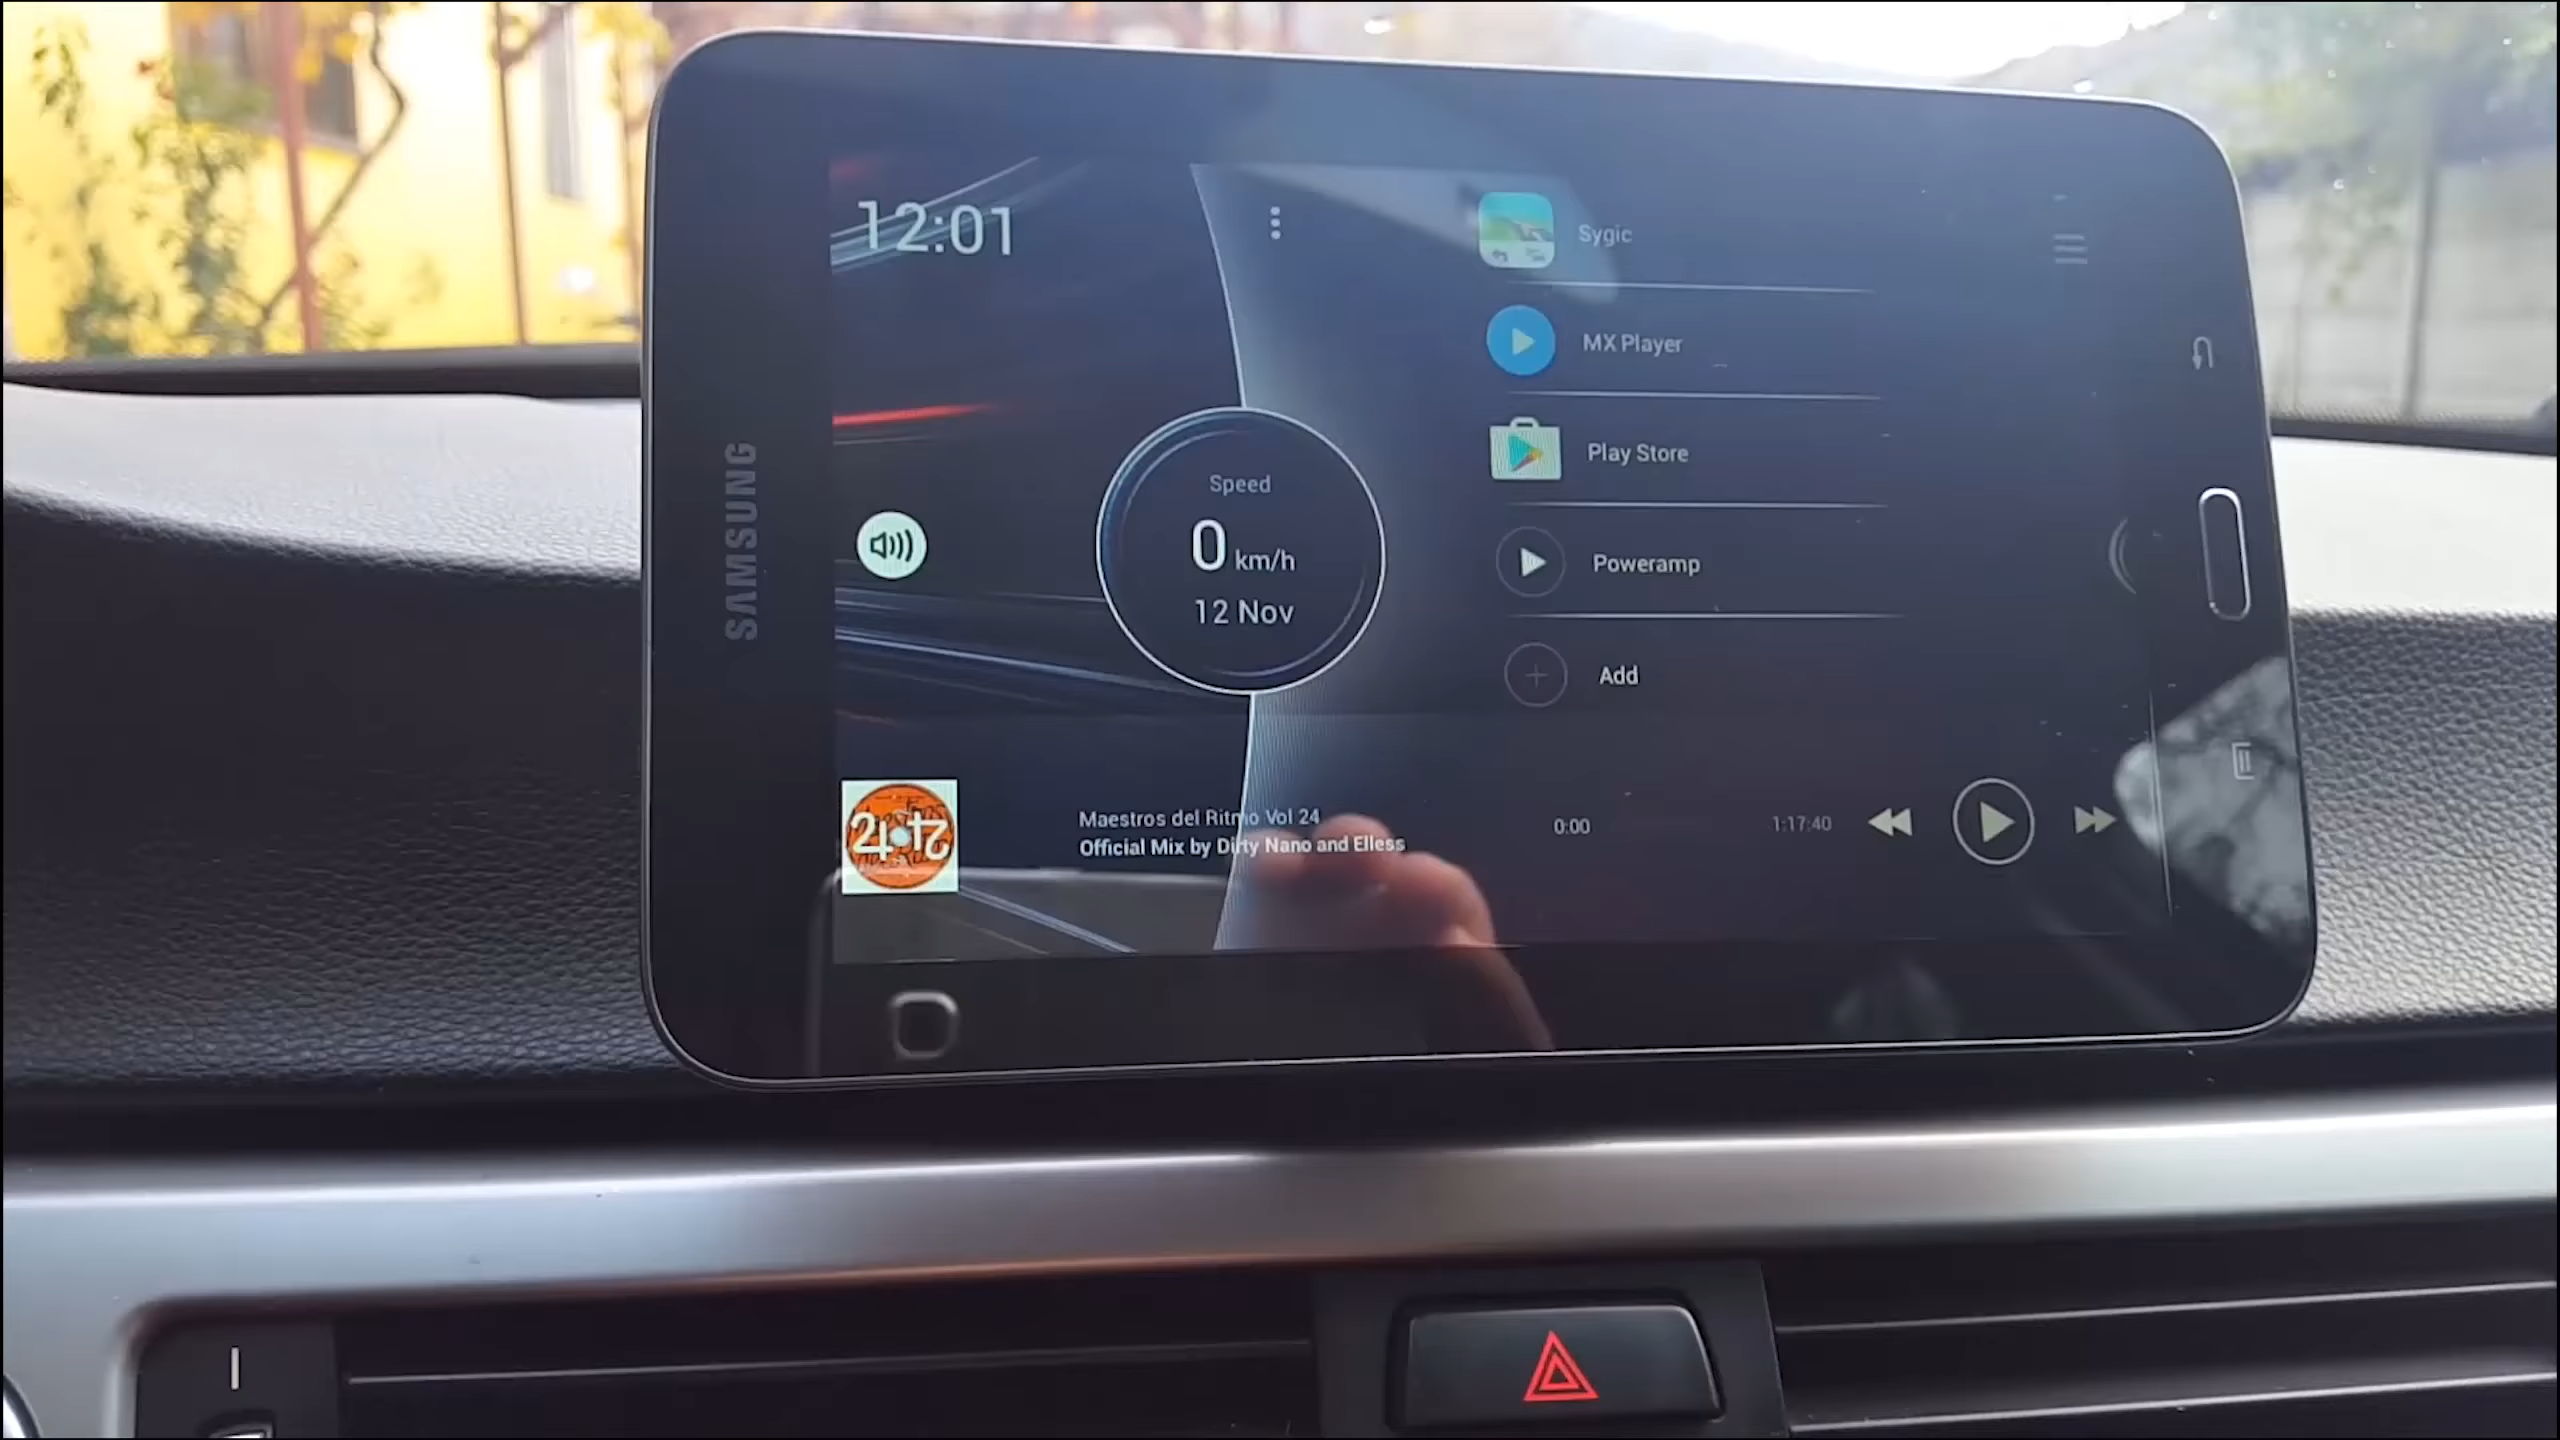 12:01
Sygic
MX Player
Play Store
Poweramp
Add
Speed
0 km/h
12 Nov
SAMSUNG
24
Maestros del Ritmo Vol 24
Official Mix by Dirty Nano and Elless
0:00
1:17:40